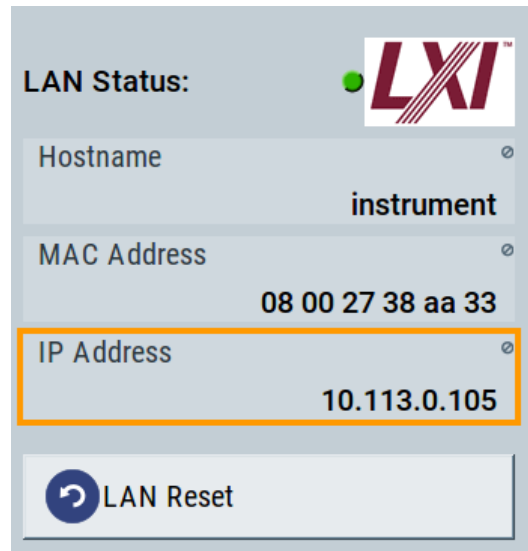 LAN Status:
LXI™
Hostname
instrument
MAC Address
08 00 27 38 aa 33
IP Address
10.113.0.105
LAN Reset